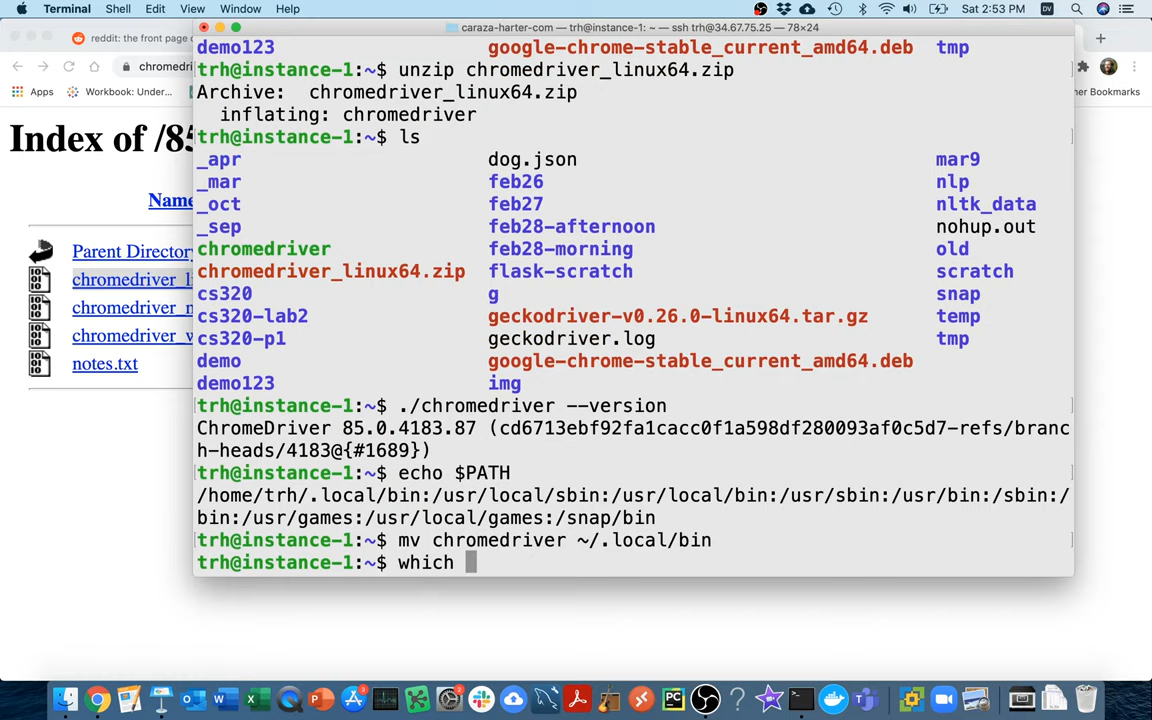 Terminal Shell Edit View Window Help Sat 2:53 PM
caraza-harter-com — trh@instance-1: ~ — ssh trh@34.67.75.25 — 78×24
reddit: the front page
chromedri
Apps Workbook: Under... her Bookmarks
Index of /85
Name
Parent Directory
chromedriver_l
chromedriver_
chromedriver_
notes.txt
demo123 google-chrome-stable_current_amd64.deb tmp
trh@instance-1:~$ unzip chromedriver_linux64.zip
Archive:  chromedriver_linux64.zip
  inflating: chromedriver
trh@instance-1:~$ ls
_apr dog.json mar9
_mar feb26 nlp
_oct feb27 nltk_data
_sep feb28-afternoon nohup.out
chromedriver feb28-morning old
chromedriver_linux64.zip flask-scratch scratch
cs320 g snap
cs320-lab2 geckodriver-v0.26.0-linux64.tar.gz temp
cs320-p1 geckodriver.log tmp
demo google-chrome-stable_current_amd64.deb
demo123 img
trh@instance-1:~$ ./chromedriver --version
ChromeDriver 85.0.4183.87 (cd6713ebf92fa1cacc0f1a598df280093af0c5d7-refs/branc
h-heads/4183@{#1689})
trh@instance-1:~$ echo $PATH
/home/trh/.local/bin:/usr/local/sbin:/usr/local/bin:/usr/sbin:/usr/bin:/sbin:/
bin:/usr/games:/usr/local/games:/snap/bin
trh@instance-1:~$ mv chromedriver ~/.local/bin
trh@instance-1:~$ which